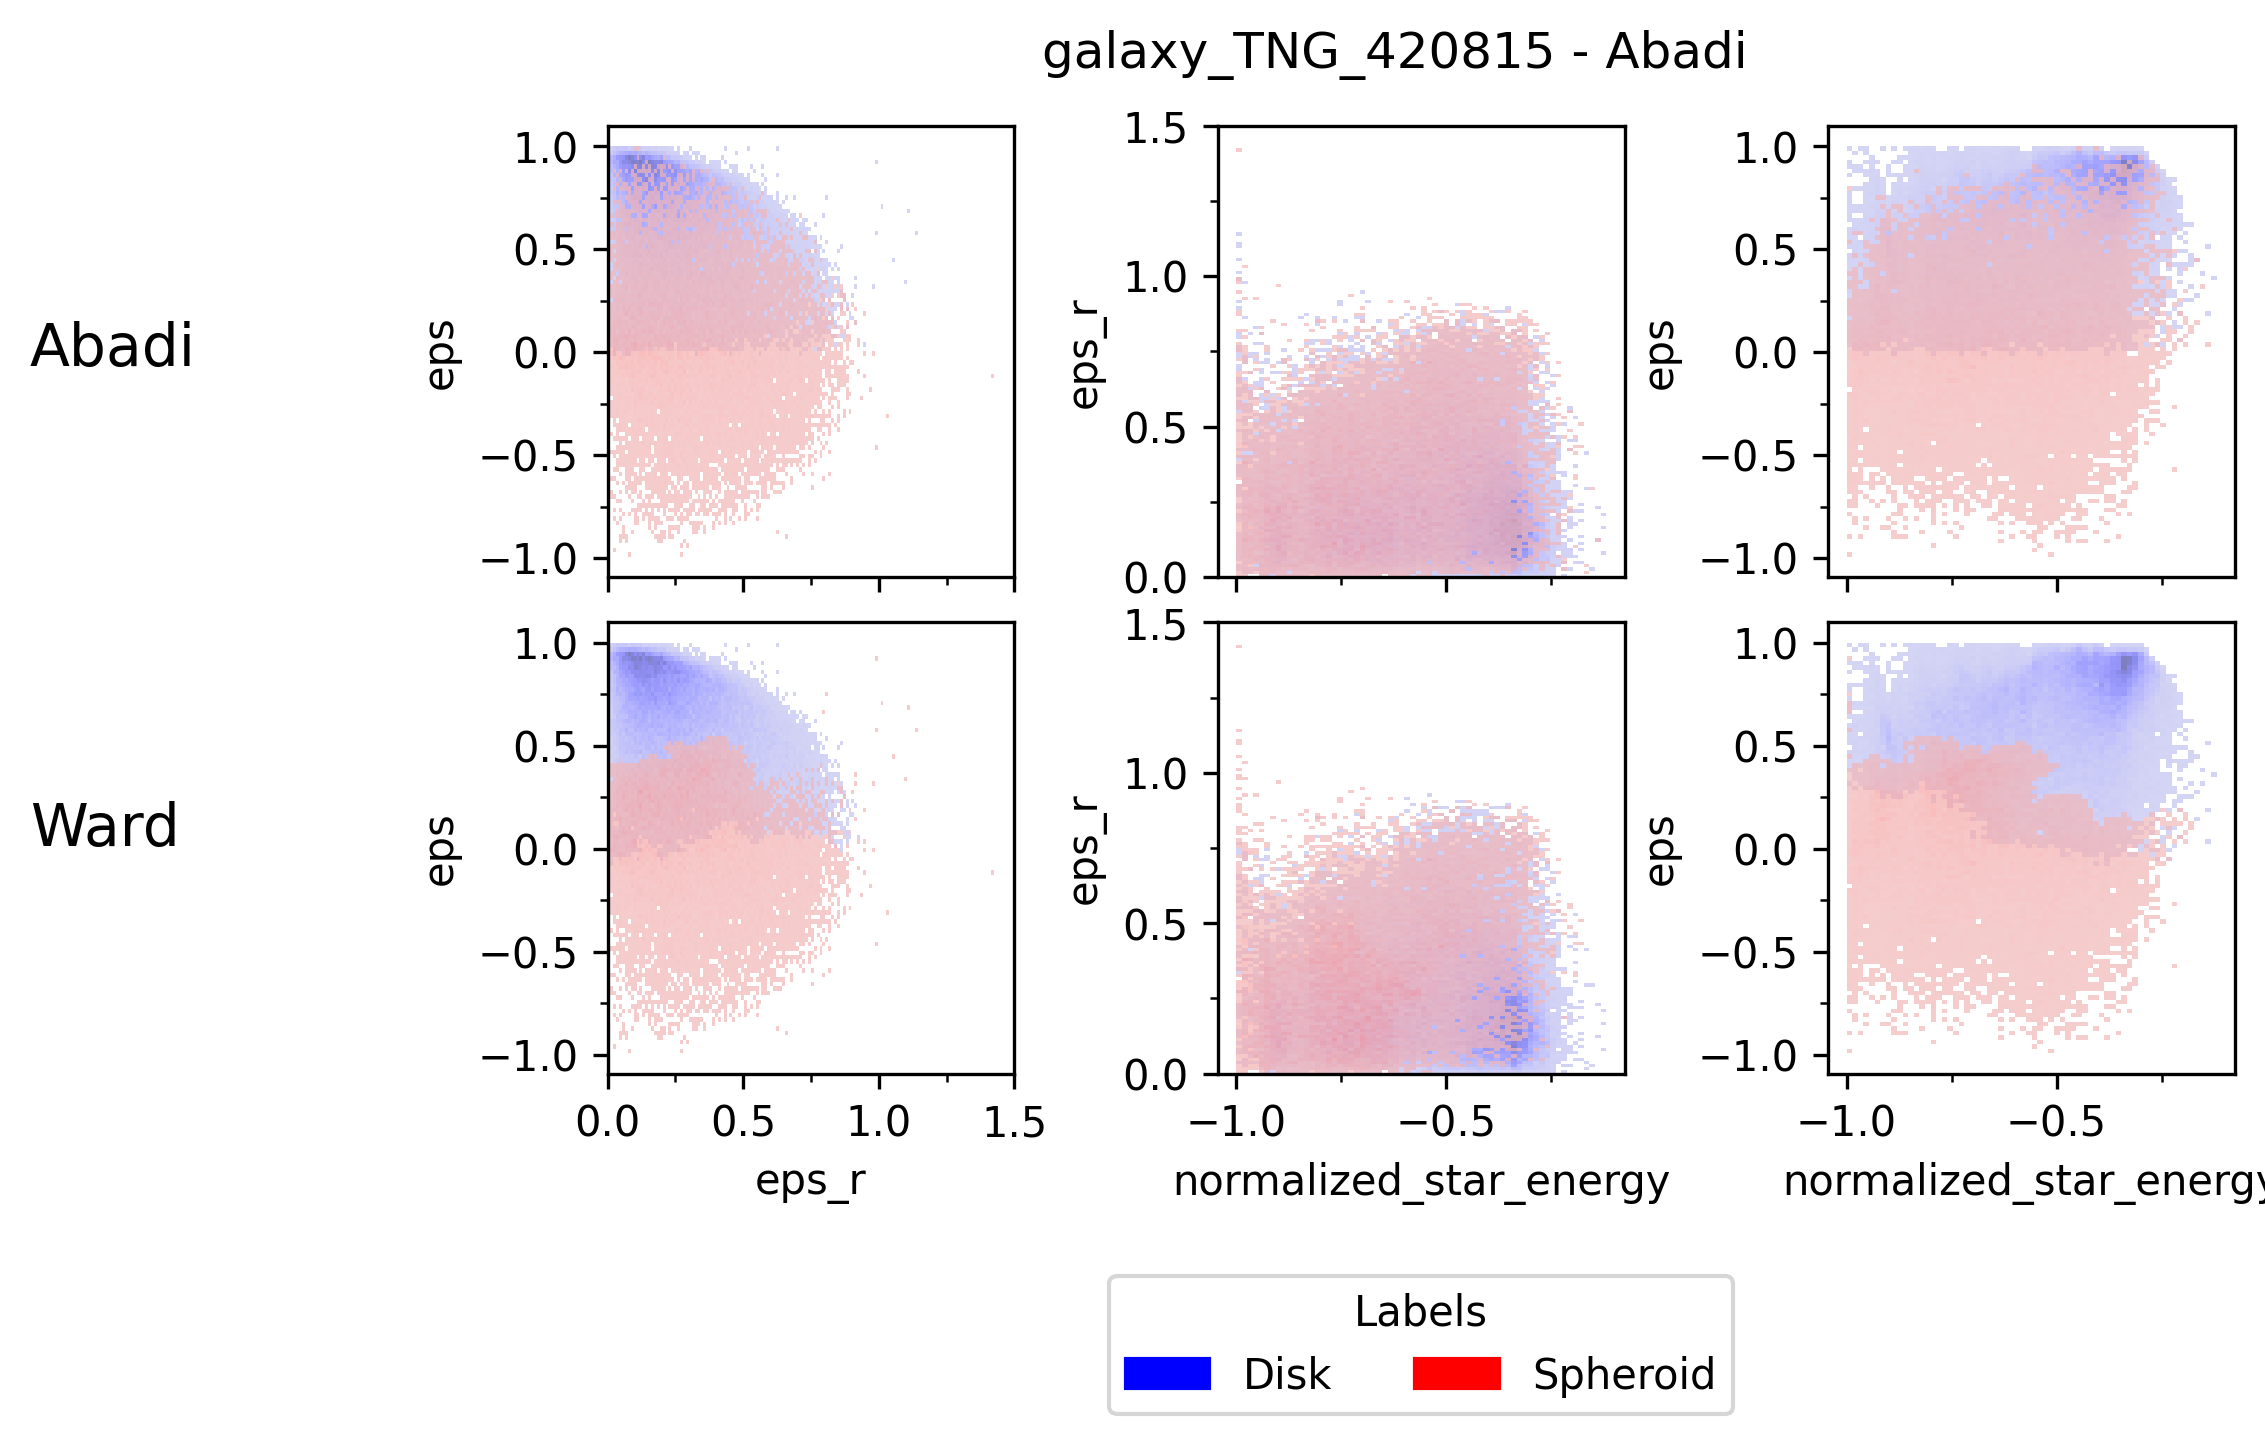 galaxy_TNG_420815 - Abadi
Abadi
eps
1.0
0.5
0.0
−0.5
−1.0
eps_r
1.5
1.0
0.5
0.0
eps
1.0
0.5
0.0
−0.5
−1.0
Ward
eps
1.0
0.5
0.0
−0.5
−1.0
0.0 0.5 1.0 1.5
eps_r
eps_r
1.5
1.0
0.5
0.0
−1.0 −0.5
normalized_star_energy
eps
1.0
0.5
0.0
−0.5
−1.0
−1.0 −0.5
normalized_star_energy
Labels
Disk Spheroid